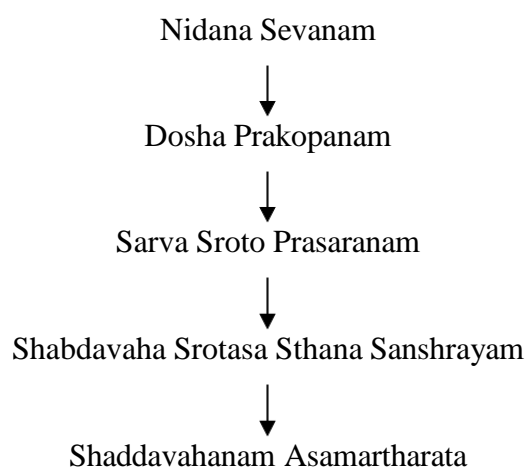 Nidana Sevanam
Dosha Prakopanam
Sarva Sroto Prasaranam
Shabdavaha Srotasa Sthana Sanshrayam
Shaddavahanam Asamartharata